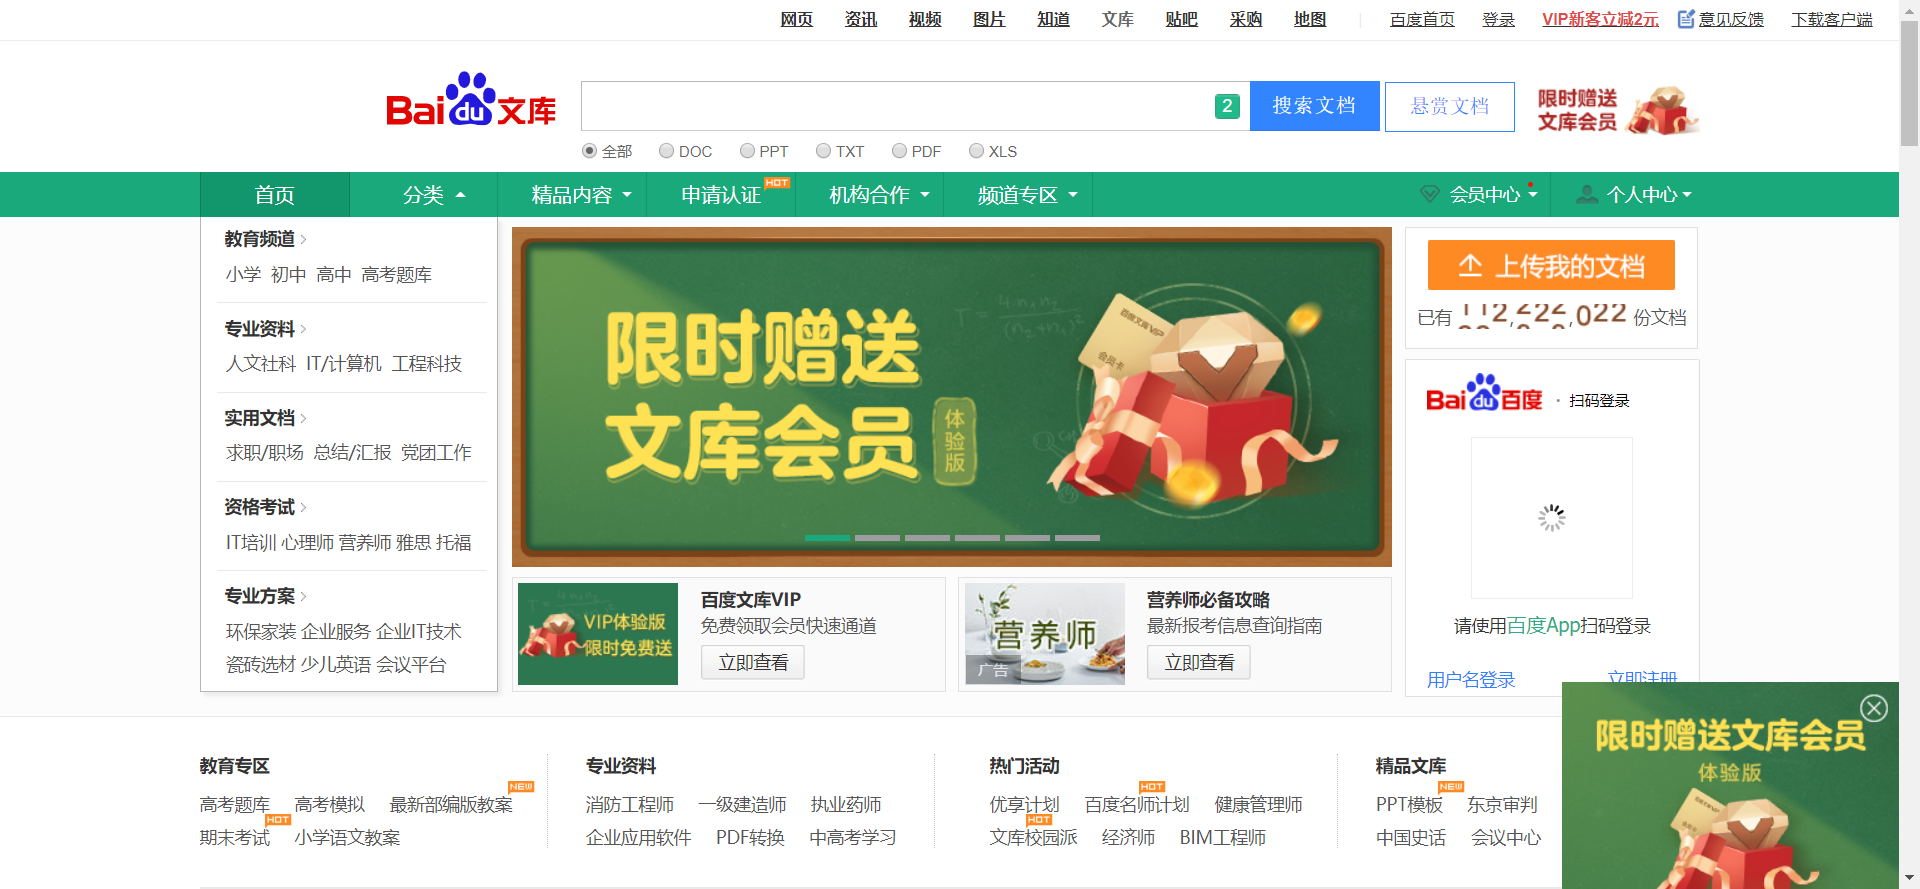 网页 资讯 视频 图片 知道 文库 贴吧 采购 地图 | 百度首页 登录 VIP新客立减2元 意见反馈 下载客户端
Bai du 文库
2
搜索文档
悬赏文档
限时赠送
文库会员
全部 DOC PPT TXT PDF XLS
首页 分类 精品内容 申请认证 HOT 机构合作 频道专区 会员中心 个人中心
教育频道
小学 初中 高中 高考题库
专业资料
人文社科 IT/计算机 工程科技
实用文档
求职/职场 总结/汇报 党团工作
资格考试
IT培训 心理师 营养师 雅思 托福
专业方案
环保家装 企业服务 企业IT技术
瓷砖选材 少儿英语 会议平台
限时赠送
文库会员
体验版
百度文库VIP
会员卡
上传我的文档
已有 份文档
Bai du 百度 · 扫码登录
请使用百度App扫码登录
用户名登录 立即注册
VIP体验版
限时免费送
百度文库VIP
免费领取会员快速通道
立即查看
营养师
广告
营养师必备攻略
最新报考信息查询指南
立即查看
教育专区
高考题库 高考模拟 最新部编版教案 NEW
期末考试 HOT 小学语文教案
专业资料
消防工程师 一级建造师 执业药师
企业应用软件 PDF转换 中高考学习
热门活动
优享计划 百度名师计划 HOT 健康管理师
文库校园派 HOT 经济师 BIM工程师
精品文库
PPT模板 NEW 东京审判
中国史话 会议中心
限时赠送文库会员
体验版